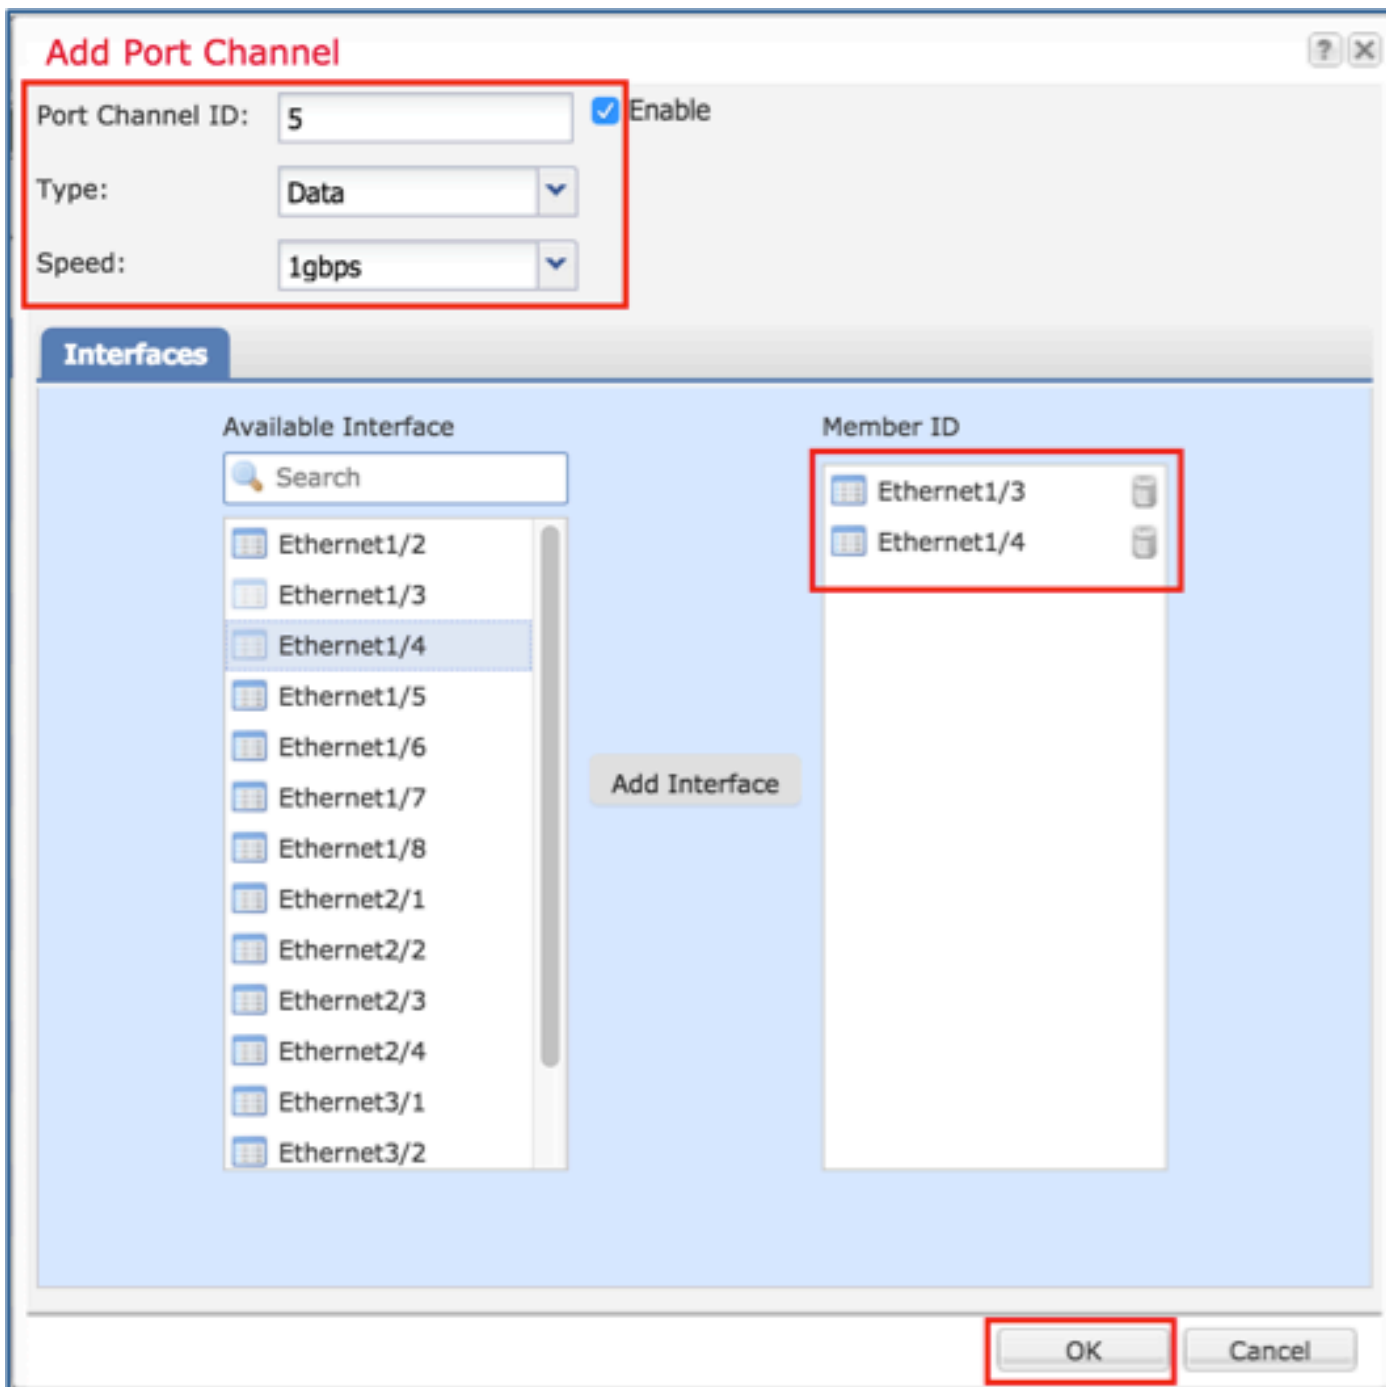 Add Port Channel
Port Channel ID: 5 Enable
Type: Data
Speed: 1gbps
Interfaces
Available Interface
Search
Ethernet1/2
Ethernet1/3
Ethernet1/4
Ethernet1/5
Ethernet1/6
Ethernet1/7
Ethernet1/8
Ethernet2/1
Ethernet2/2
Ethernet2/3
Ethernet2/4
Ethernet3/1
Ethernet3/2
Add Interface
Member ID
Ethernet1/3
Ethernet1/4
OK
Cancel